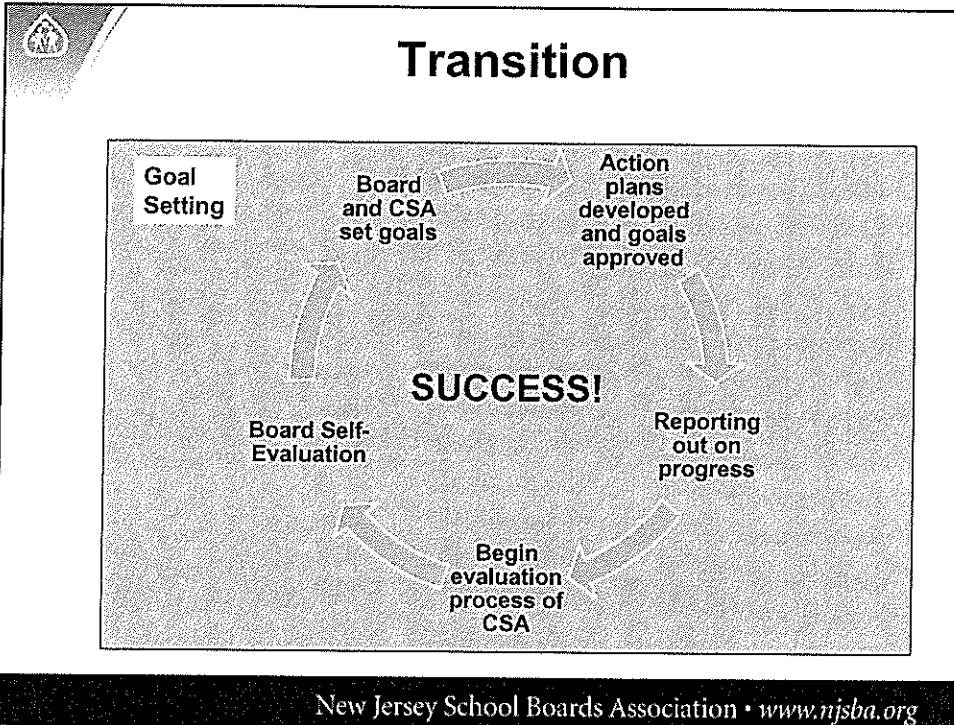 Transition
Goal
Setting
Board
and CSA
set goals
Action
plans
developed
and goals
approved
SUCCESS!
Reporting
out on
progress
Begin
evaluation
process of
CSA
Board Self-
Evaluation
New Jersey School Boards Association • www.njsba.org